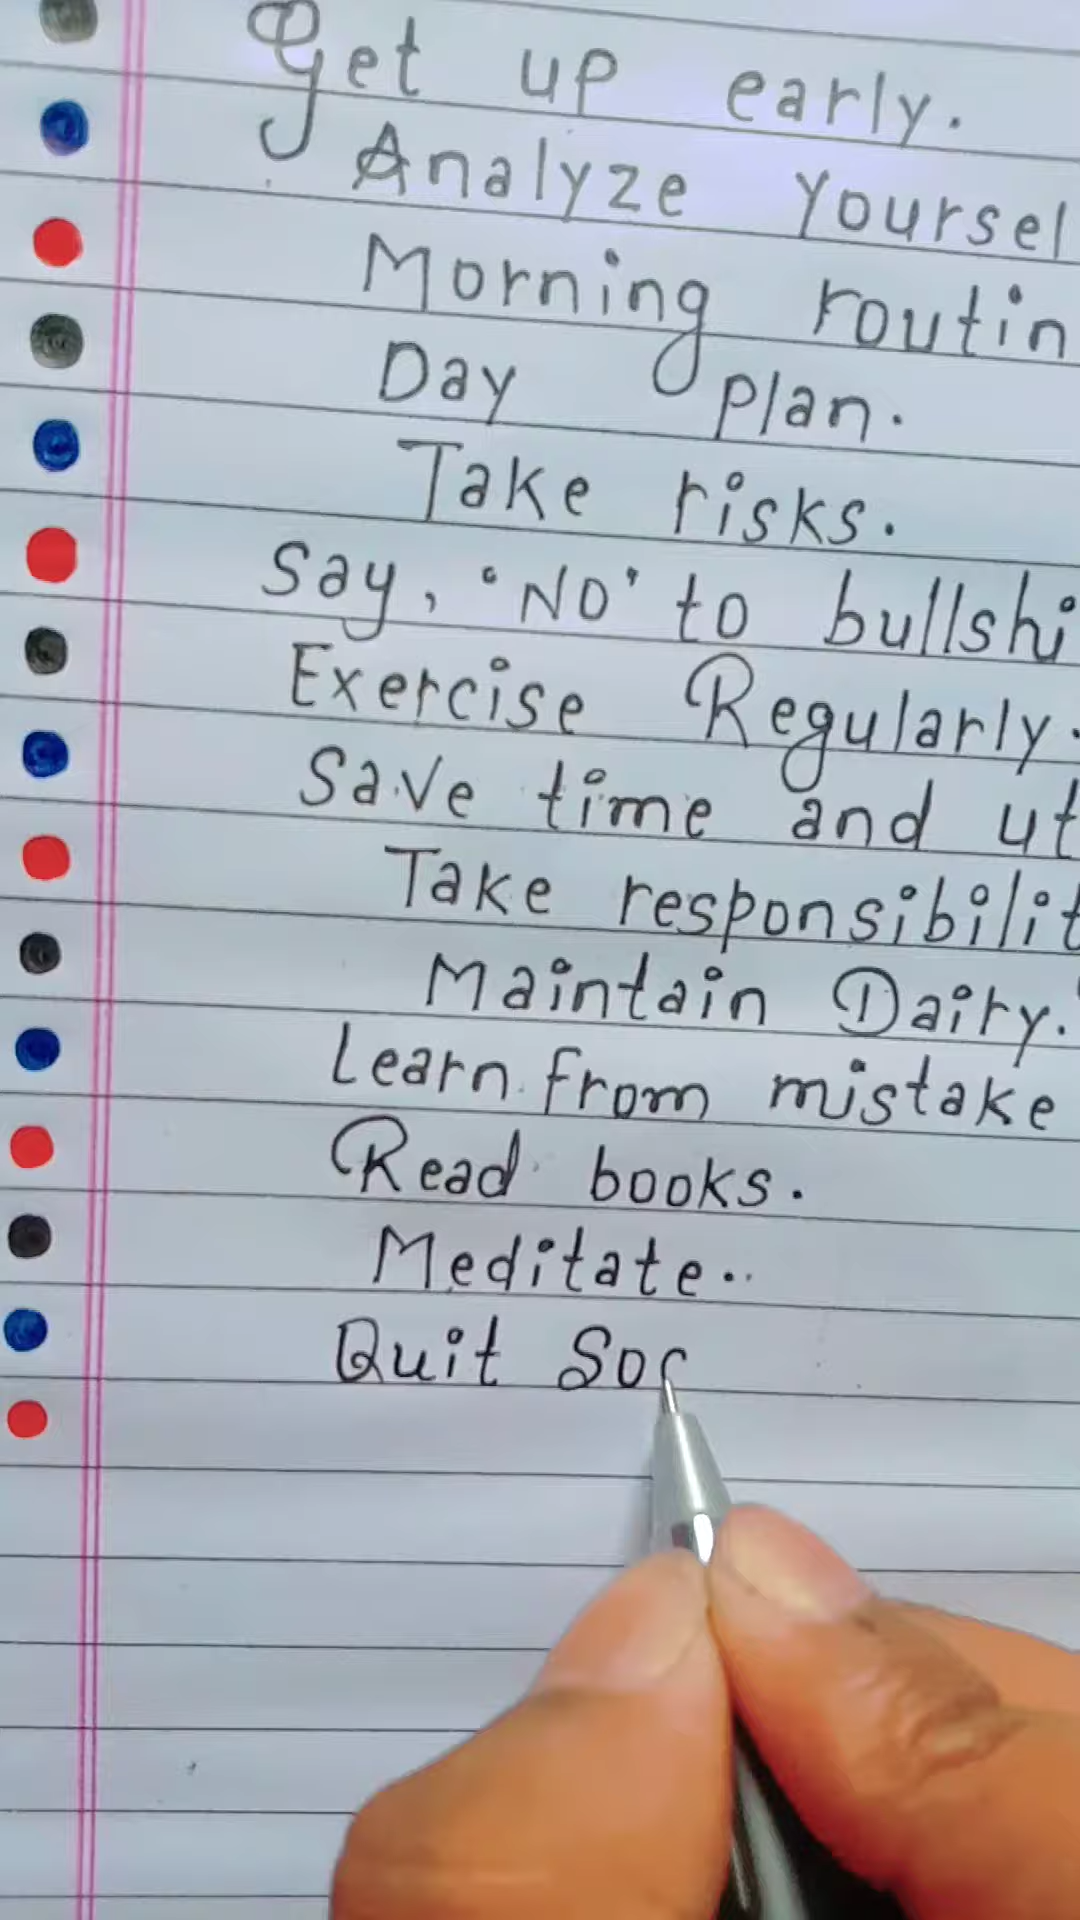 Get up early.
Analyze Yoursel
Morning routin
Day plan.
Take risks.
Say, 'NO' to bullshi
Exercise Regularly.
Save time and ut
Take responsibilit
Maintain Dairy.
Learn from mistake
Read books.
Meditate..
Quit Soc